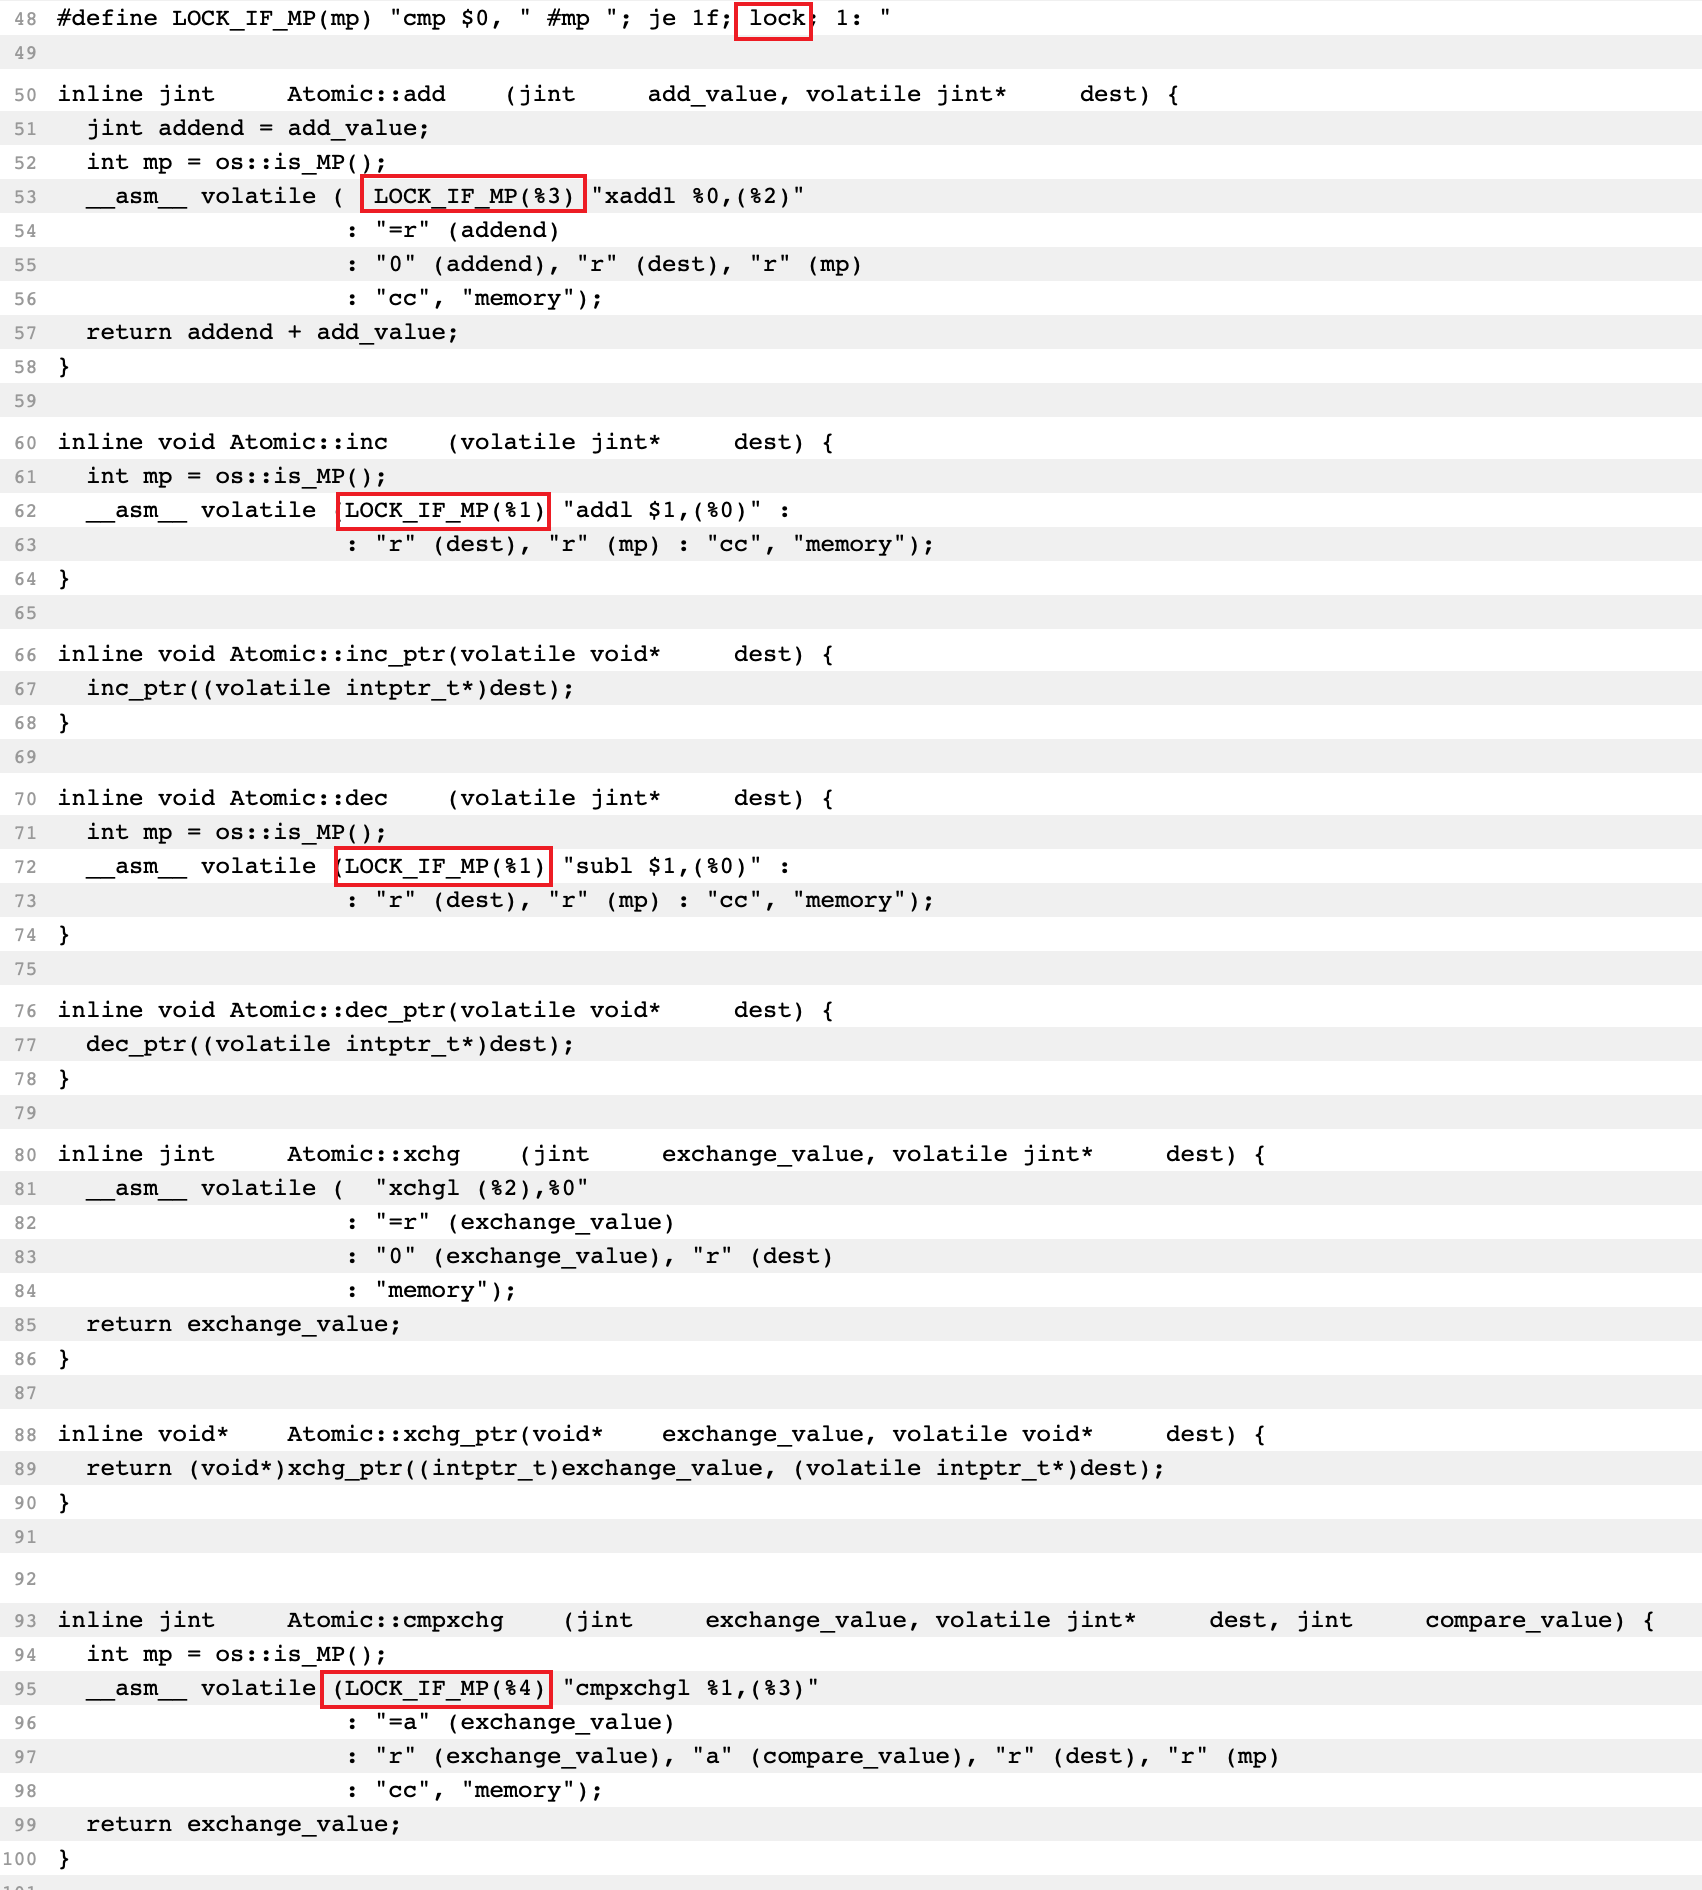 48 #define LOCK_IF_MP(mp) "cmp $0, " #mp "; je 1f; lock; 1: "
49
50 inline jint     Atomic::add    (jint     add_value, volatile jint*     dest) {
51   jint addend = add_value;
52   int mp = os::is_MP();
53   __asm__ volatile (  LOCK_IF_MP(%3) "xaddl %0,(%2)"
54                     : "=r" (addend)
55                     : "0" (addend), "r" (dest), "r" (mp)
56                     : "cc", "memory");
57   return addend + add_value;
58 }
59
60 inline void Atomic::inc    (volatile jint*     dest) {
61   int mp = os::is_MP();
62   __asm__ volatile (LOCK_IF_MP(%1) "addl $1,(%0)" :
63                     : "r" (dest), "r" (mp) : "cc", "memory");
64 }
65
66 inline void Atomic::inc_ptr(volatile void*     dest) {
67   inc_ptr((volatile intptr_t*)dest);
68 }
69
70 inline void Atomic::dec    (volatile jint*     dest) {
71   int mp = os::is_MP();
72   __asm__ volatile (LOCK_IF_MP(%1) "subl $1,(%0)" :
73                     : "r" (dest), "r" (mp) : "cc", "memory");
74 }
75
76 inline void Atomic::dec_ptr(volatile void*     dest) {
77   dec_ptr((volatile intptr_t*)dest);
78 }
79
80 inline jint     Atomic::xchg    (jint     exchange_value, volatile jint*     dest) {
81   __asm__ volatile (  "xchgl (%2),%0"
82                     : "=r" (exchange_value)
83                     : "0" (exchange_value), "r" (dest)
84                     : "memory");
85   return exchange_value;
86 }
87
88 inline void*    Atomic::xchg_ptr(void*    exchange_value, volatile void*     dest) {
89   return (void*)xchg_ptr((intptr_t)exchange_value, (volatile intptr_t*)dest);
90 }
91
92
93 inline jint     Atomic::cmpxchg    (jint     exchange_value, volatile jint*     dest, jint     compare_value) {
94   int mp = os::is_MP();
95   __asm__ volatile (LOCK_IF_MP(%4) "cmpxchgl %1,(%3)"
96                     : "=a" (exchange_value)
97                     : "r" (exchange_value), "a" (compare_value), "r" (dest), "r" (mp)
98                     : "cc", "memory");
99   return exchange_value;
100 }